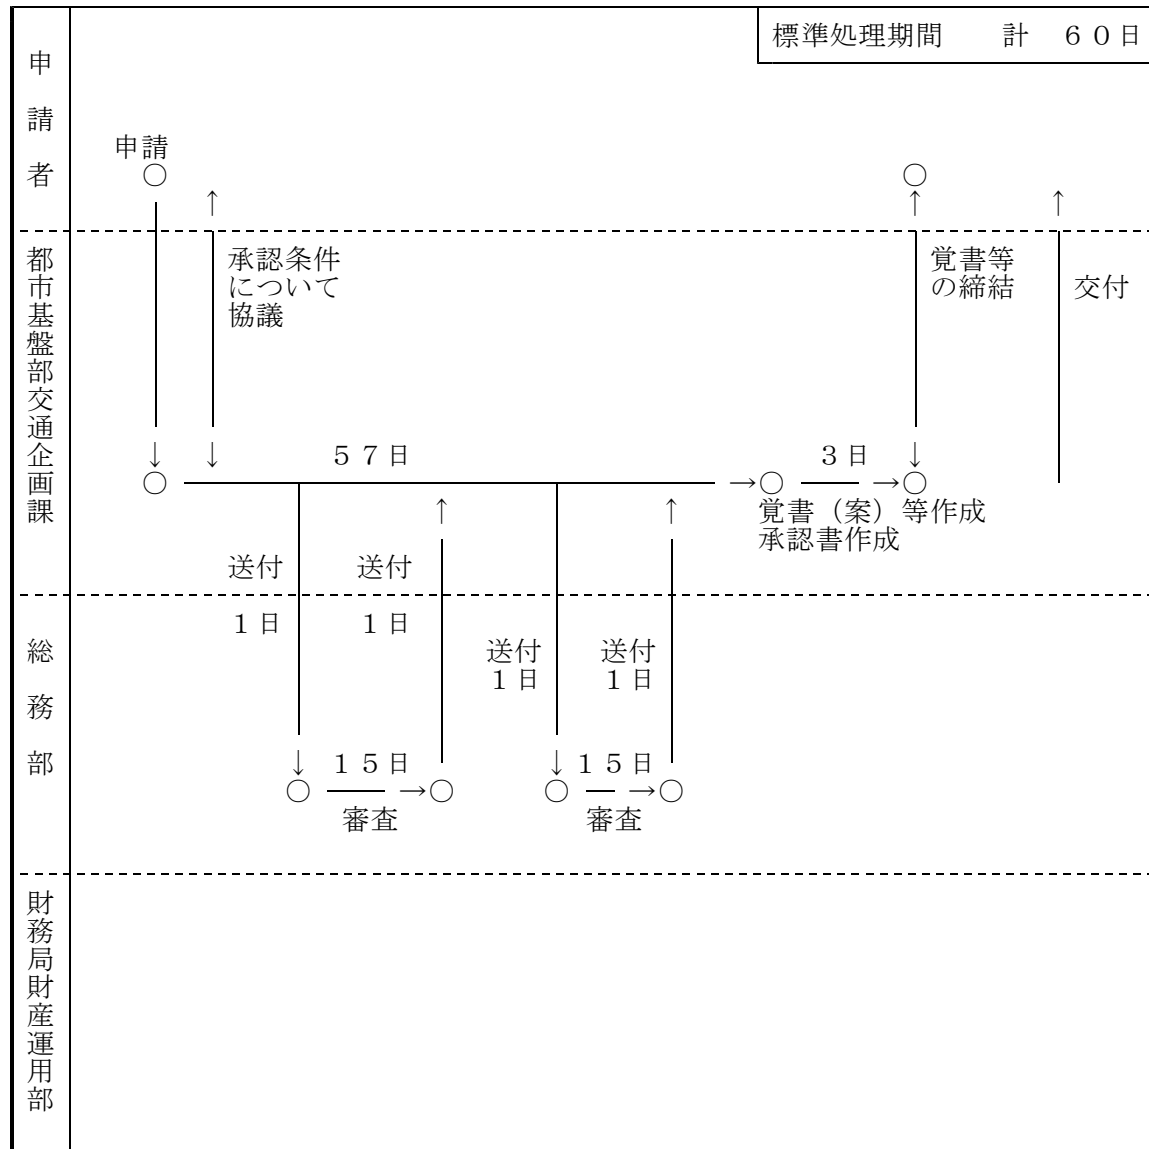 標準処理期間　　計　６０日
申請者
申請
○
○
↑
↑
↑
都市基盤部交通企画課
承認条件
について
協議
覚書等
の締結
交付
↓
↓
５７日
３日
↓
○
→○
→○
↑
↑
覚書（案）等作成
承認書作成
送付
送付
総務部
１日
１日
送付
１日
送付
１日
↓
１５日
↓
１５日
○
→○
○
→○
審査
審査
財務局財産運用部